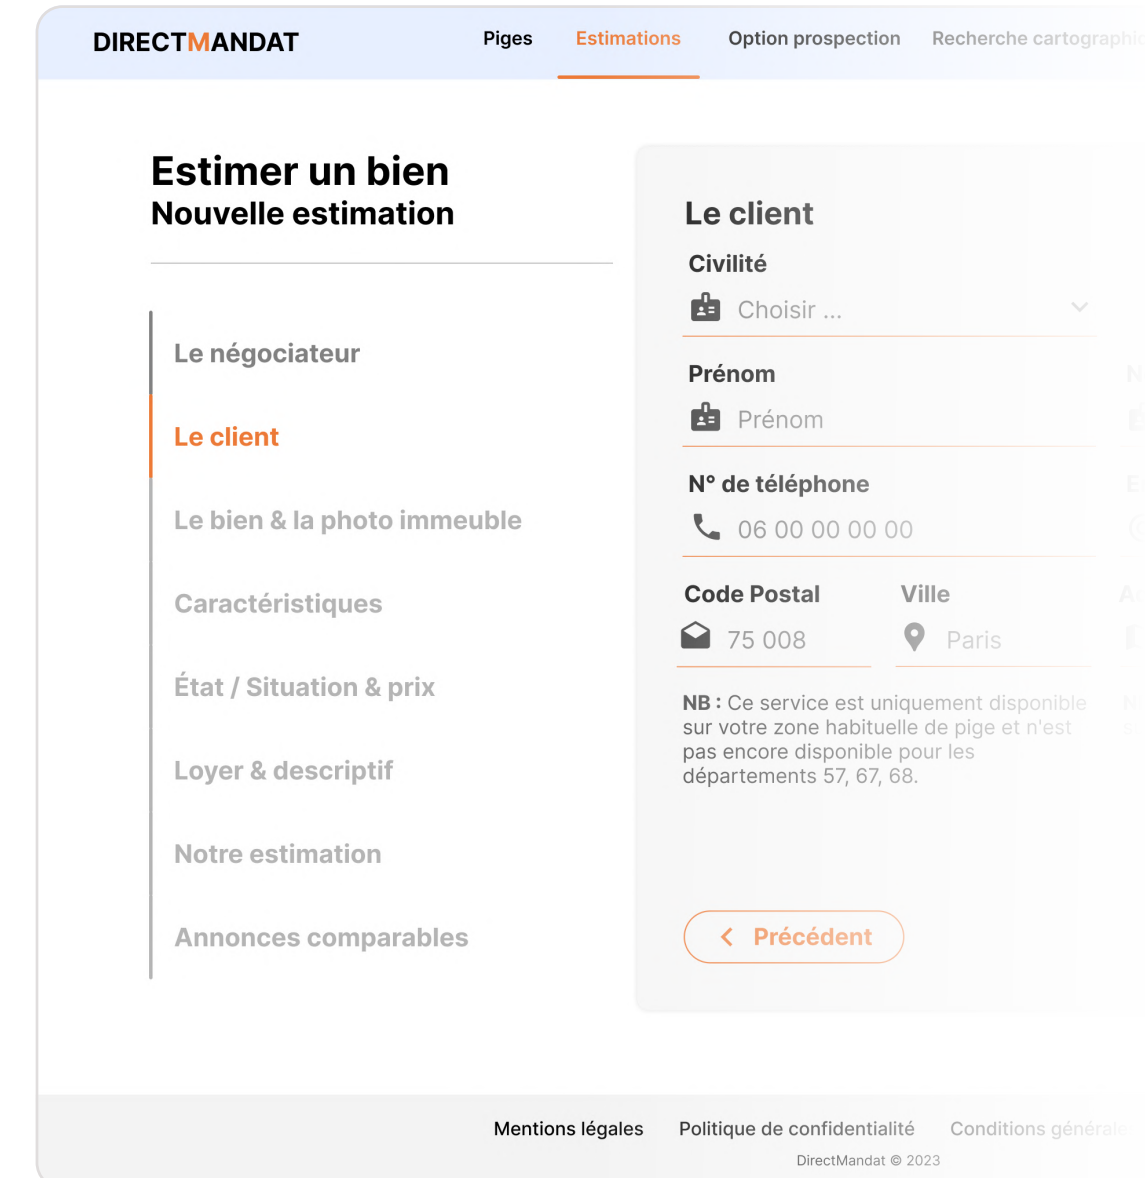 DIRECTMANDAT
Piges
Estimations
Option prospection
Recherche cartographic
Estimer un bien
Nouvelle estimation
Le négociateur
Le client
Le bien & la photo immeuble
Caractéristiques
État / Situation & prix
Loyer & descriptif
Notre estimation
Annonces comparables
Le client
Civilité
Choisir ...
Prénom
Prénom
N° de téléphone
06 00 00 00 00
Code Postal
Ville
75 008
Paris
NB : Ce service est uniquement disponible
sur votre zone habituelle de pige et n'est
pas encore disponible pour les
départements 57, 67, 68.
Précédent
Mentions légales
Politique de confidentialité
Conditions générale
DirectMandat © 2023